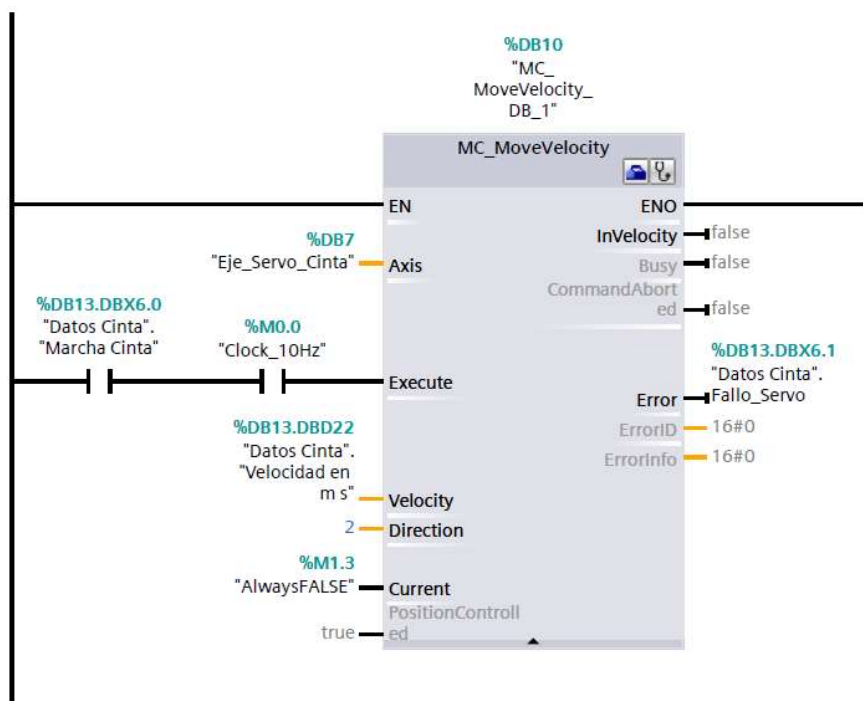 %DB10
"MC_
MoveVelocity_
DB_1"
MC_MoveVelocity
EN
ENO
InVelocity
false
%DB7
"Eje_Servo_Cinta"
Axis
Busy
false
CommandAbort
ed
false
%DB13.DBX6.0
"Datos Cinta".
"Marcha Cinta"
%M0.0
"Clock_10Hz"
Execute
%DB13.DBX6.1
"Datos Cinta".
Fallo_Servo
Error
ErrorID
16#0
ErrorInfo
16#0
%DB13.DBD22
"Datos Cinta".
"Velocidad en
m s"
Velocity
2
Direction
%M1.3
"AlwaysFALSE"
Current
PositionControll
ed
true